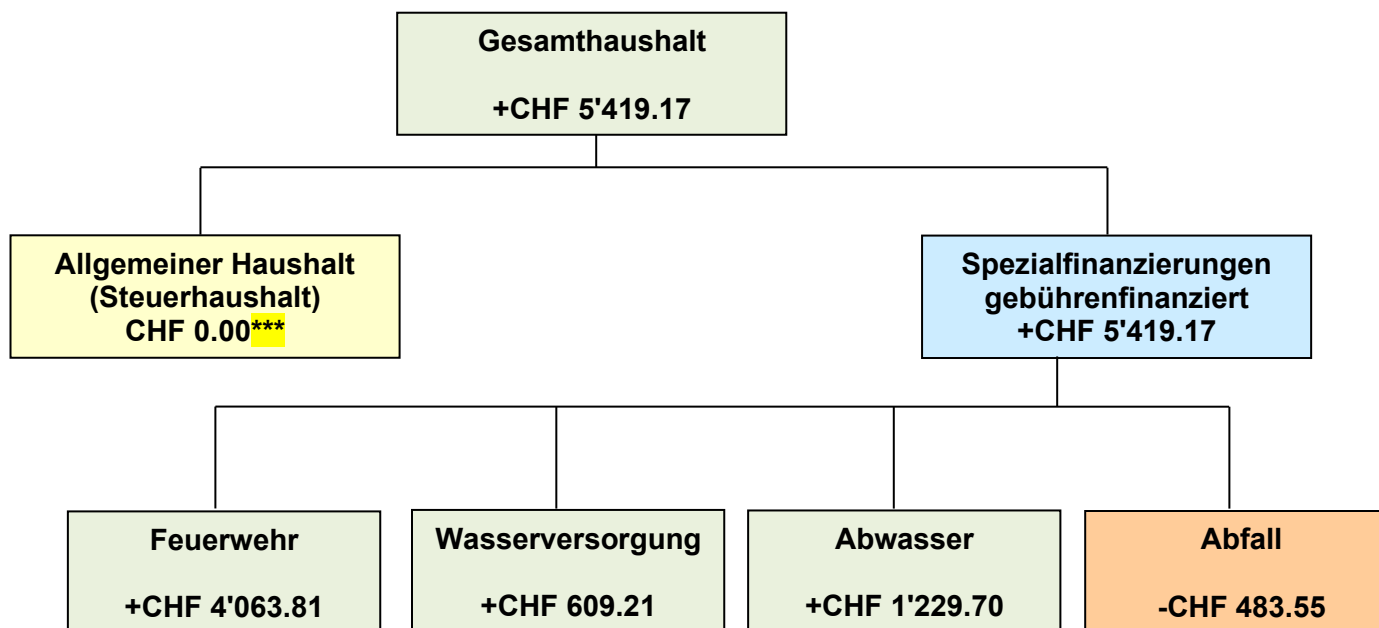 Gesamthaushalt
+CHF 5'419.17
Allgemeiner Haushalt
(Steuerhaushalt)
CHF 0.00***
Spezialfinanzierungen
gebührenfinanziert
+CHF 5'419.17
Feuerwehr
+CHF 4'063.81
Wasserversorgung
+CHF 609.21
Abwasser
+CHF 1'229.70
Abfall
-CHF 483.55